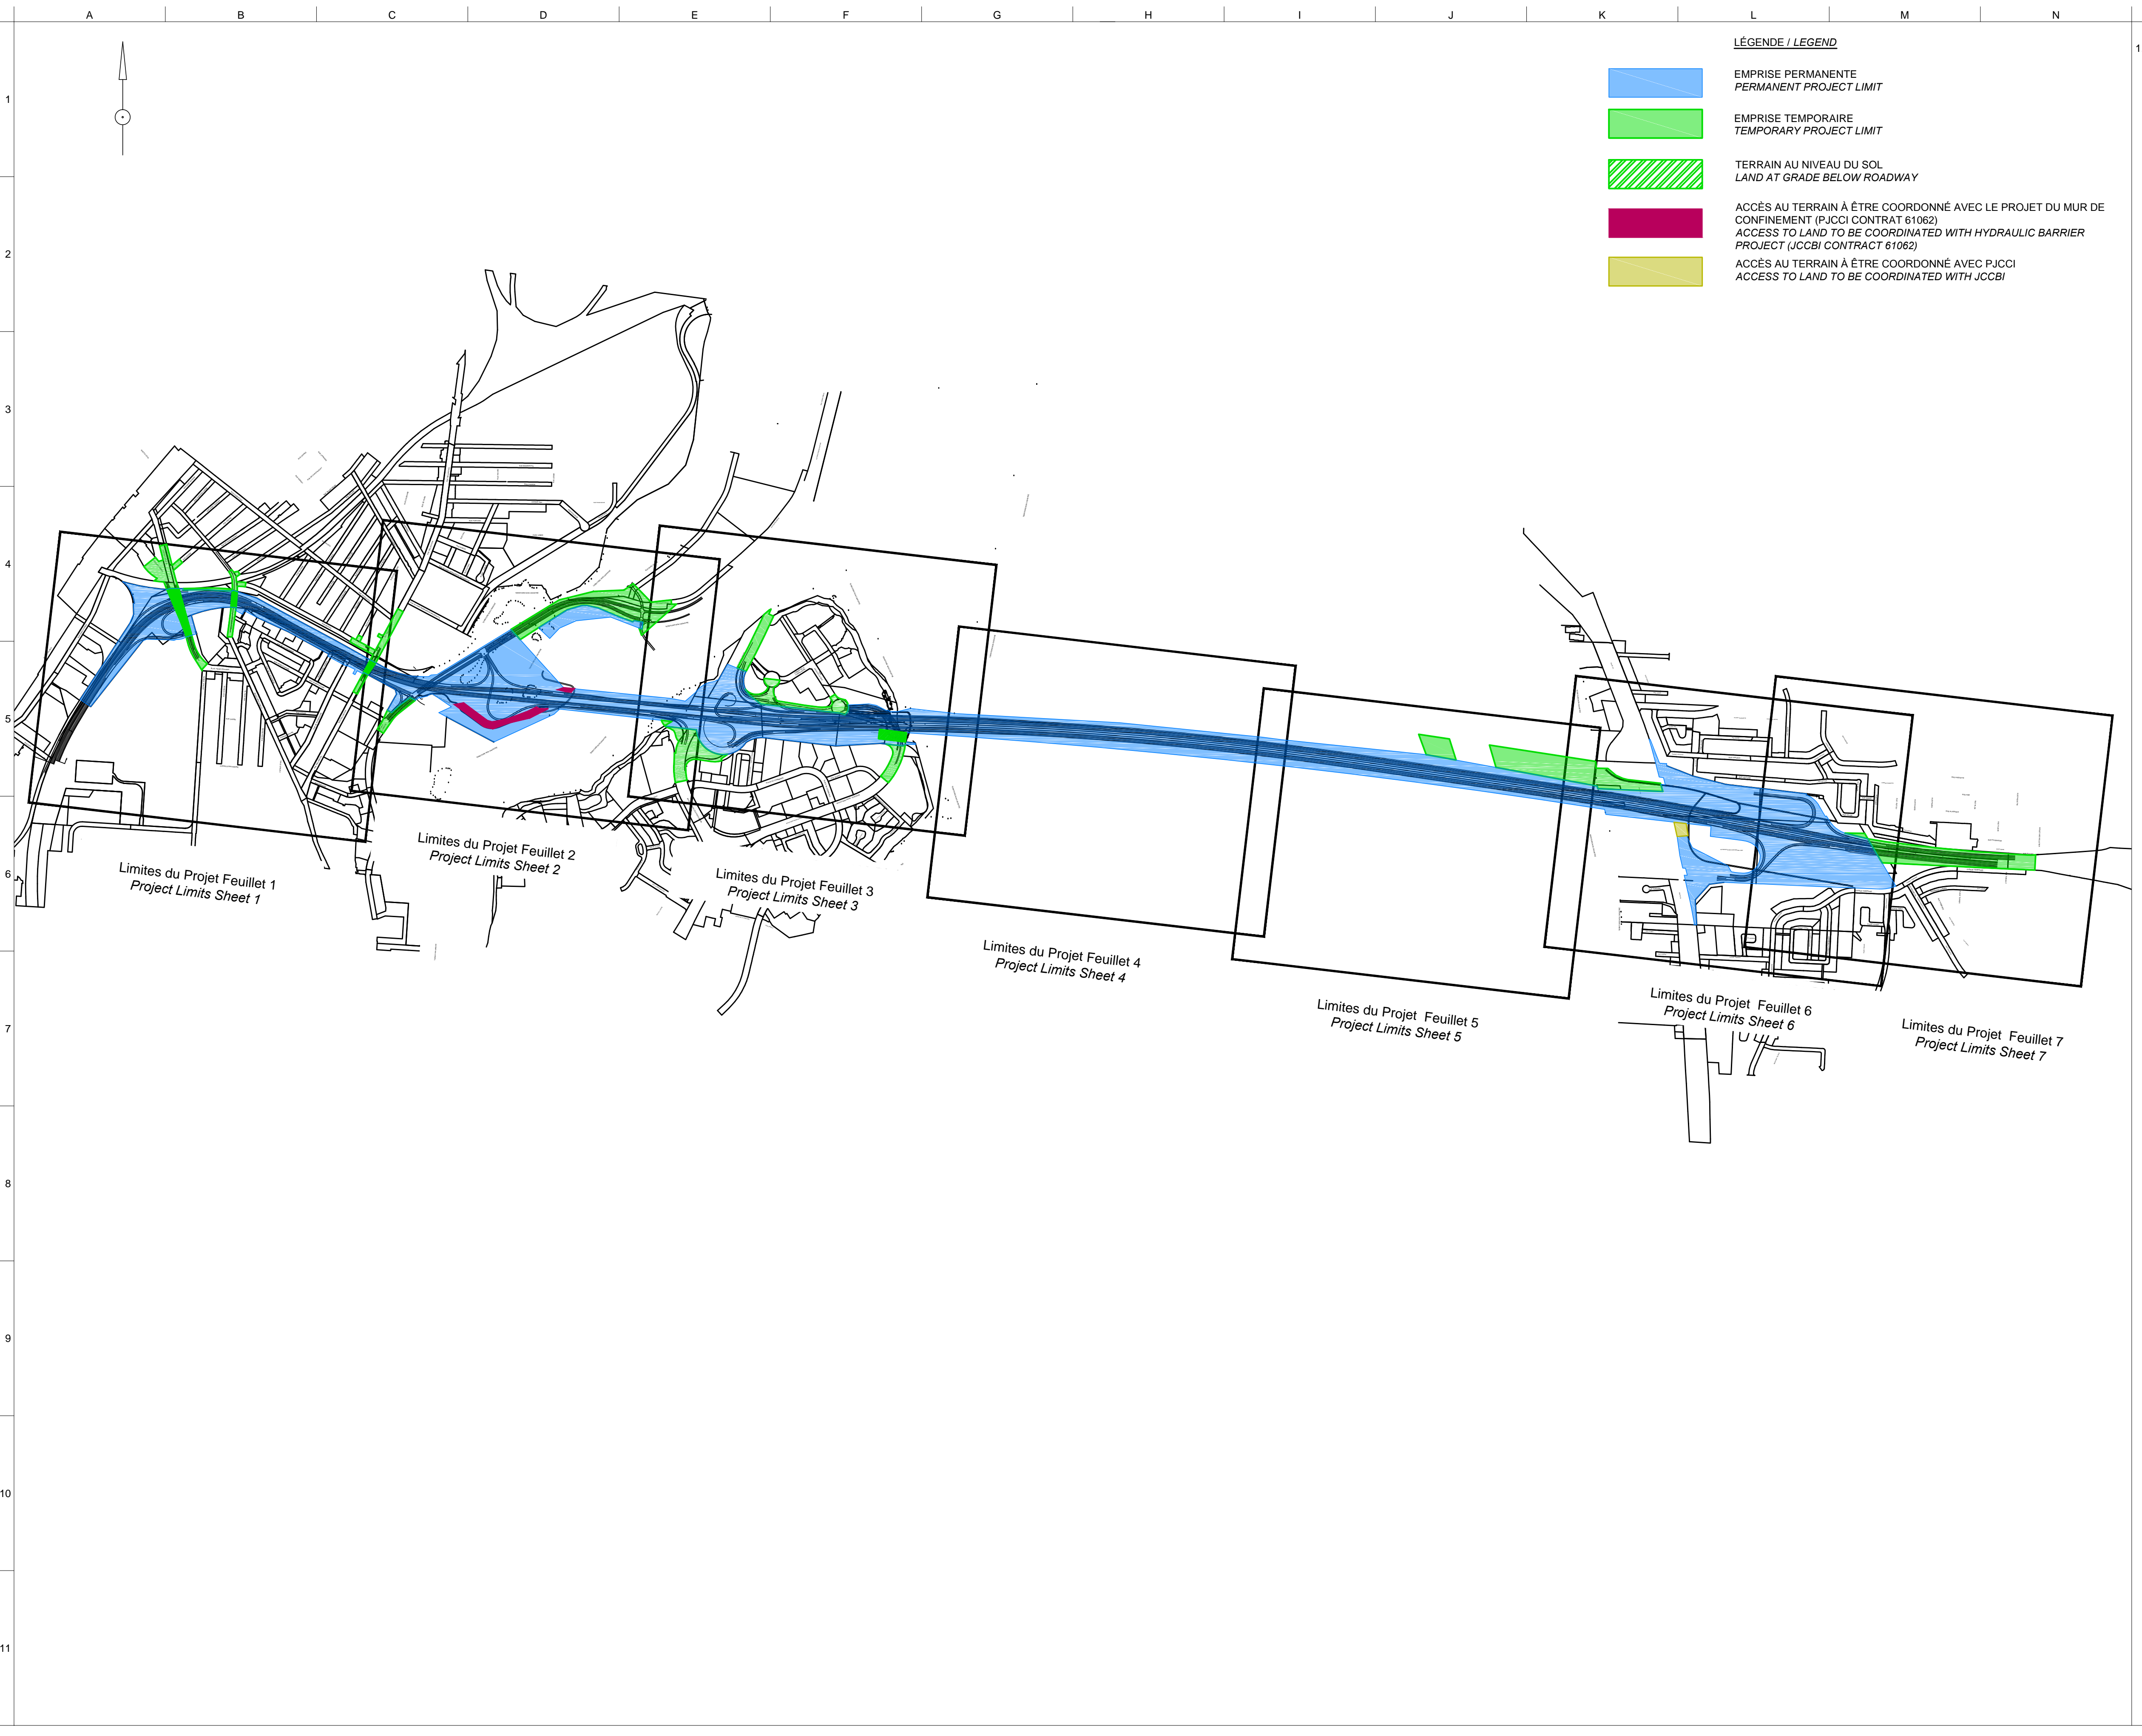 A B C D E F G H I J K L M N
LÉGENDE / LEGEND
1
EMPRISE PERMANENTE
PERMANENT PROJECT LIMIT
1
EMPRISE TEMPORAIRE
TEMPORARY PROJECT LIMIT
TERRAIN AU NIVEAU DU SOL
LAND AT GRADE BELOW ROADWAY
ACCÈS AU TERRAIN À ÊTRE COORDONNÉ AVEC LE PROJET DU MUR DE
CONFINEMENT (PJCCI CONTRAT 61062)
ACCESS TO LAND TO BE COORDINATED WITH HYDRAULIC BARRIER
PROJECT (JCCBI CONTRACT 61062)
2
ACCÈS AU TERRAIN À ÊTRE COORDONNÉ AVEC PJCCI
ACCESS TO LAND TO BE COORDINATED WITH JCCBI
3
4
5
6
Limites du Projet Feuillet 1
Project Limits Sheet 1
Limites du Projet Feuillet 2
Project Limits Sheet 2
Limites du Projet Feuillet 3
Project Limits Sheet 3
Limites du Projet Feuillet 4
Project Limits Sheet 4
Limites du Projet Feuillet 5
Project Limits Sheet 5
Limites du Projet Feuillet 6
Project Limits Sheet 6
Limites du Projet Feuillet 7
Project Limits Sheet 7
7
8
9
10
11